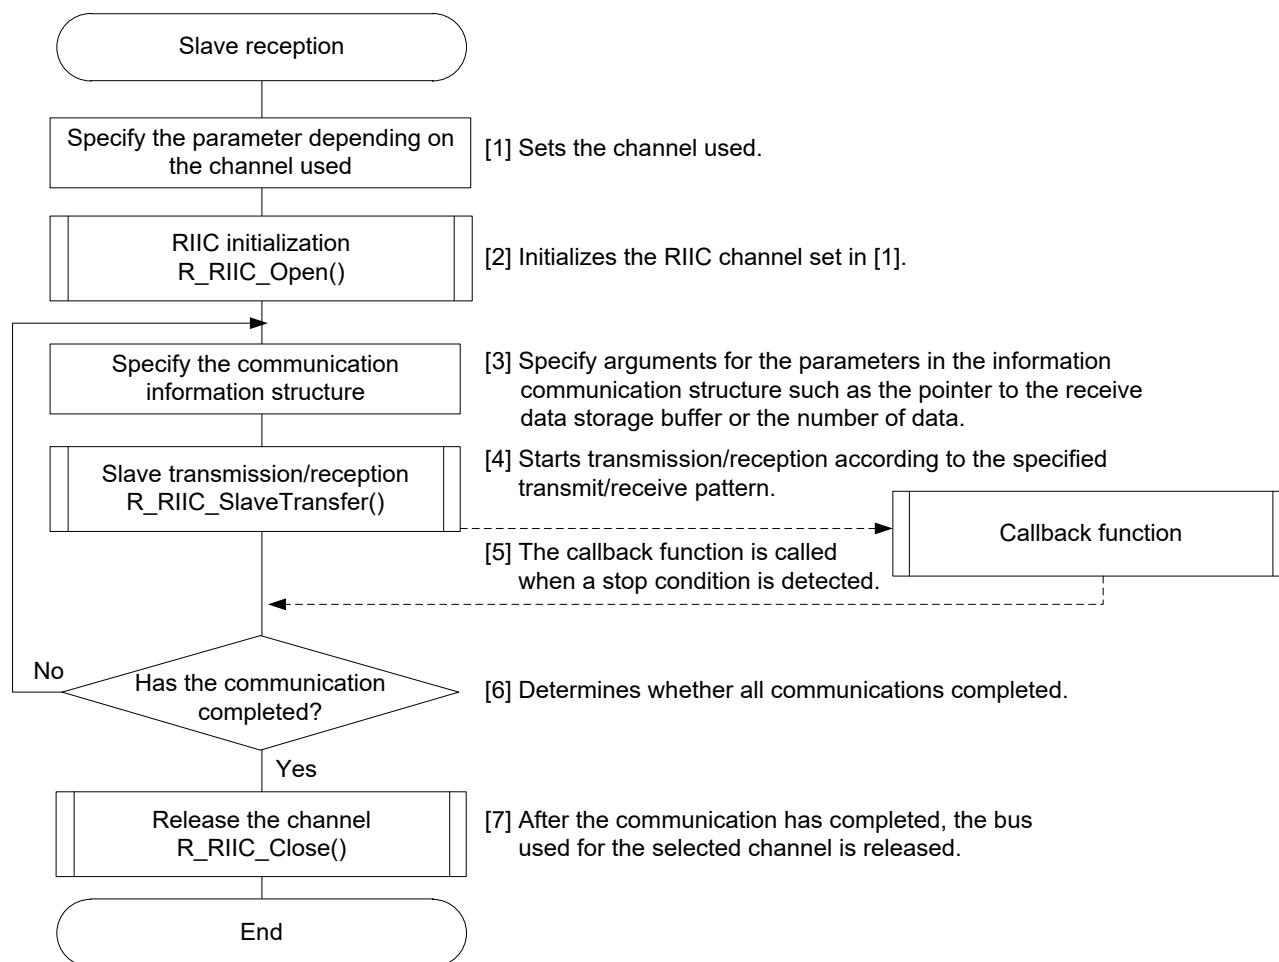 Slave reception
Specify the parameter depending on
the channel used
[1] Sets the channel used.
RIIC initialization
R_RIIC_Open()
[2] Initializes the RIIC channel set in [1].
Specify the communication
information structure
[3] Specify arguments for the parameters in the information
communication structure such as the pointer to the receive
data storage buffer or the number of data.
Slave transmission/reception
R_RIIC_SlaveTransfer()
[4] Starts transmission/reception according to the specified
transmit/receive pattern.
Callback function
[5] The callback function is called
when a stop condition is detected.
No
Has the communication
completed?
[6] Determines whether all communications completed.
Yes
Release the channel
R_RIIC_Close()
[7] After the communication has completed, the bus
used for the selected channel is released.
End